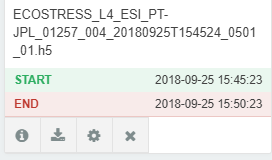 ECOSTRESS_L4_ESI_PT-
JPL_01257_004_20180925T154524_0501
_01.h5
START 2018-09-25 15:45:23
END 2018-09-25 15:50:23